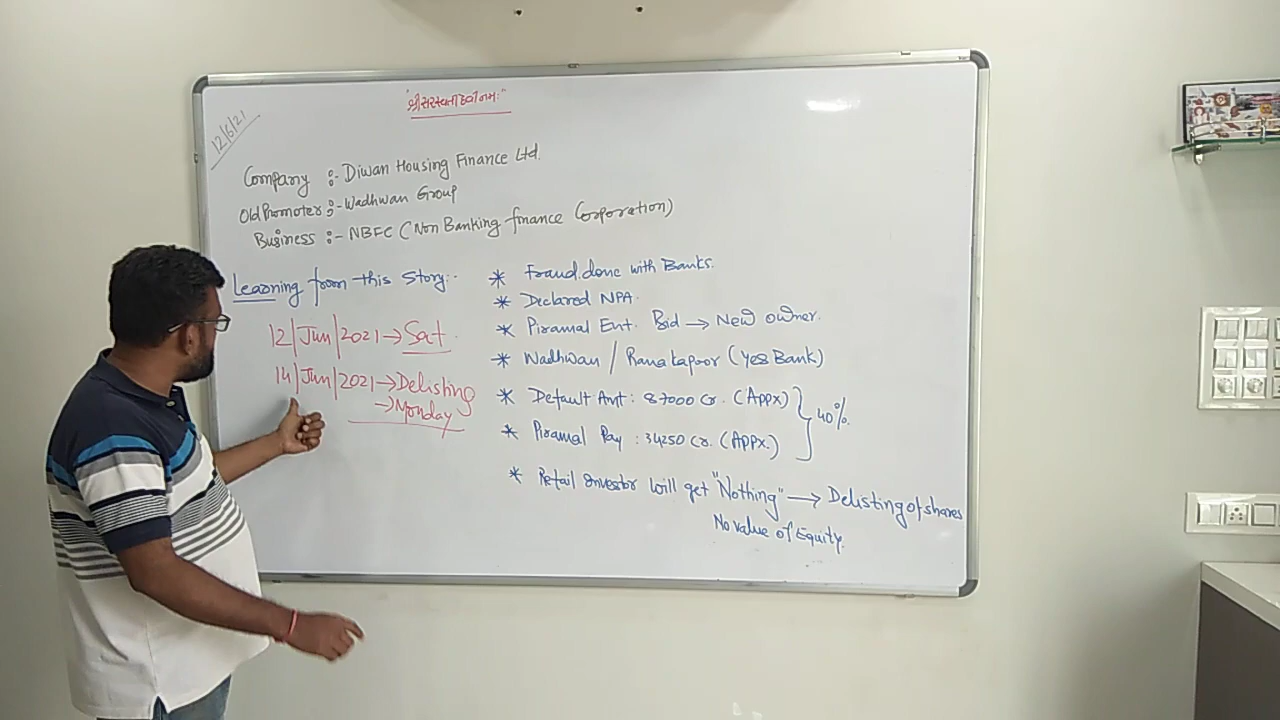 "श्री सरस्वती देवी नमः"
12/6/21
Company :- Diwan Housing Finance Ltd.
Old Promoter :- Wadhwan Group
Business :- NBFC (Non Banking finance Corporation)
Learning from this Story:-
12/Jun/2021 → Sat
14/Jun/2021 → Delisting
→ Monday
* Fraud done with Banks.
* Declared NPA.
* Piramal Ent. Bid → New owner.
* Wadhwan / Ranakapoor (Yes Bank)
* Default Amt : 87000 Cr. (Appx)
* Piramal Pay : 34250 Cr. (APPX.)
40%.
* Retail Investor will get "Nothing" → Delisting of shares
No value of Equity.